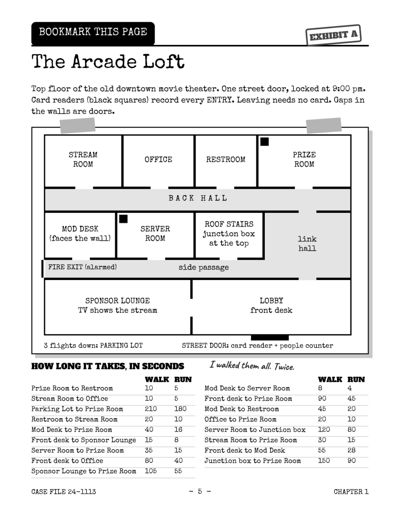 BOOKMARK THIS PAGE
EXHIBIT A
The Arcade Loft
Top floor of the old downtown movie theater. One street door, locked at 9:00 pm.
Card readers (black squares) record every ENTRY. Leaving needs no card. Gaps in
the walls are doors.
STREAM
ROOM
OFFICE
RESTROOM
PRIZE
ROOM
BACK HALL
MOD DESK
(faces the wall)
SERVER
ROOM
ROOF STAIRS
junction box
at the top
link
hall
FIRE EXIT (alarmed)
side passage
SPONSOR LOUNGE
TV shows the stream
LOBBY
front desk
3 flights down: PARKING LOT
STREET DOOR: card reader + people counter
HOW LONG IT TAKES, IN SECONDS
I walked them all. Twice.
WALK RUN
Prize Room to Restroom 10 5
Stream Room to Office 10 5
Parking Lot to Prize Room 210 180
Restroom to Stream Room 20 10
Mod Desk to Prize Room 40 18
Front desk to Sponsor Lounge 15 8
Server Room to Prize Room 35 15
Front desk to Office 80 40
Sponsor Lounge to Prize Room 105 55
WALK RUN
Mod Desk to Server Room 8 4
Front desk to Prize Room 90 45
Mod Desk to Restroom 45 20
Office to Prize Room 20 10
Server Room to Junction box 120 80
Stream Room to Prize Room 30 15
Front desk to Mod Desk 55 28
Junction box to Prize Room 150 90
CASE FILE 24-1113
– 5 –
CHAPTER 1